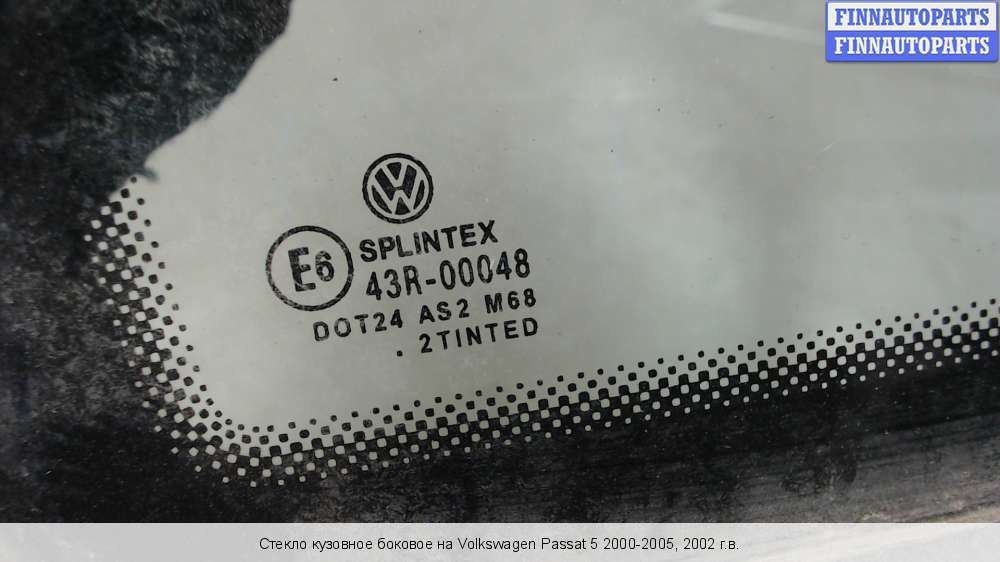 FINNAUTOPARTS
FINNAUTOPARTS
VW
SPLINTEX
E6
43R-00048
DOT24 AS2 M68
. 2TINTED
Стекло кузовное боковое на Volkswagen Passat 5 2000-2005, 2002 г.в.